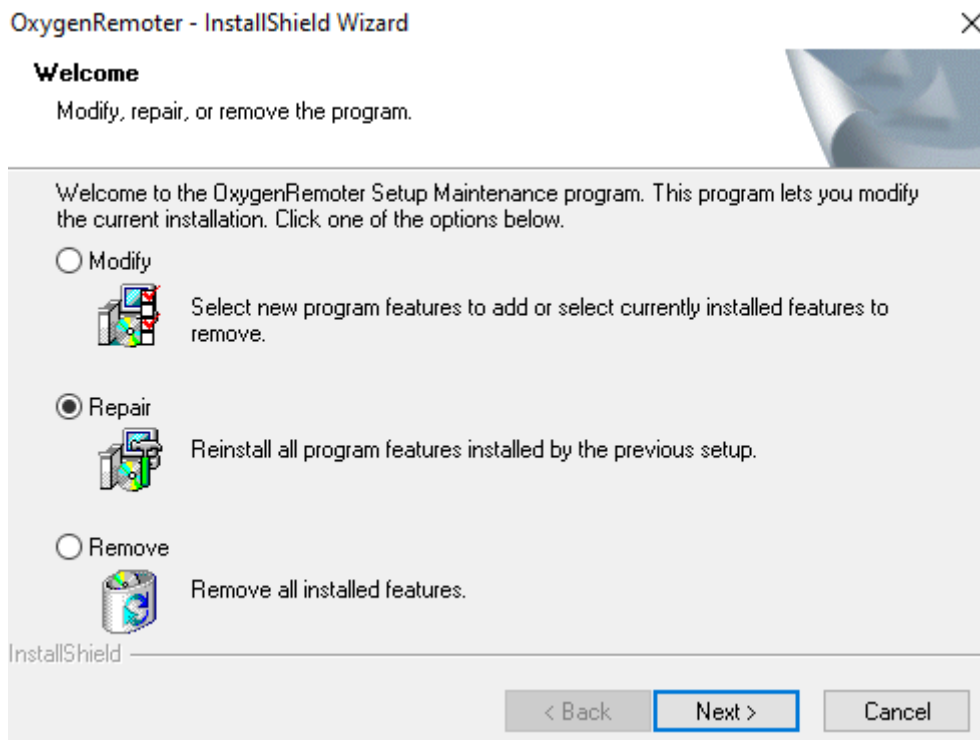 OxygenRemoter - InstallShield Wizard
Welcome
Modify, repair, or remove the program.
Welcome to the OxygenRemoter Setup Maintenance program. This program lets you modify
the current installation. Click one of the options below.
Modify
Select new program features to add or select currently installed features to
remove.
Repair
Reinstall all program features installed by the previous setup.
Remove
Remove all installed features.
InstallShield
< Back
Next >
Cancel